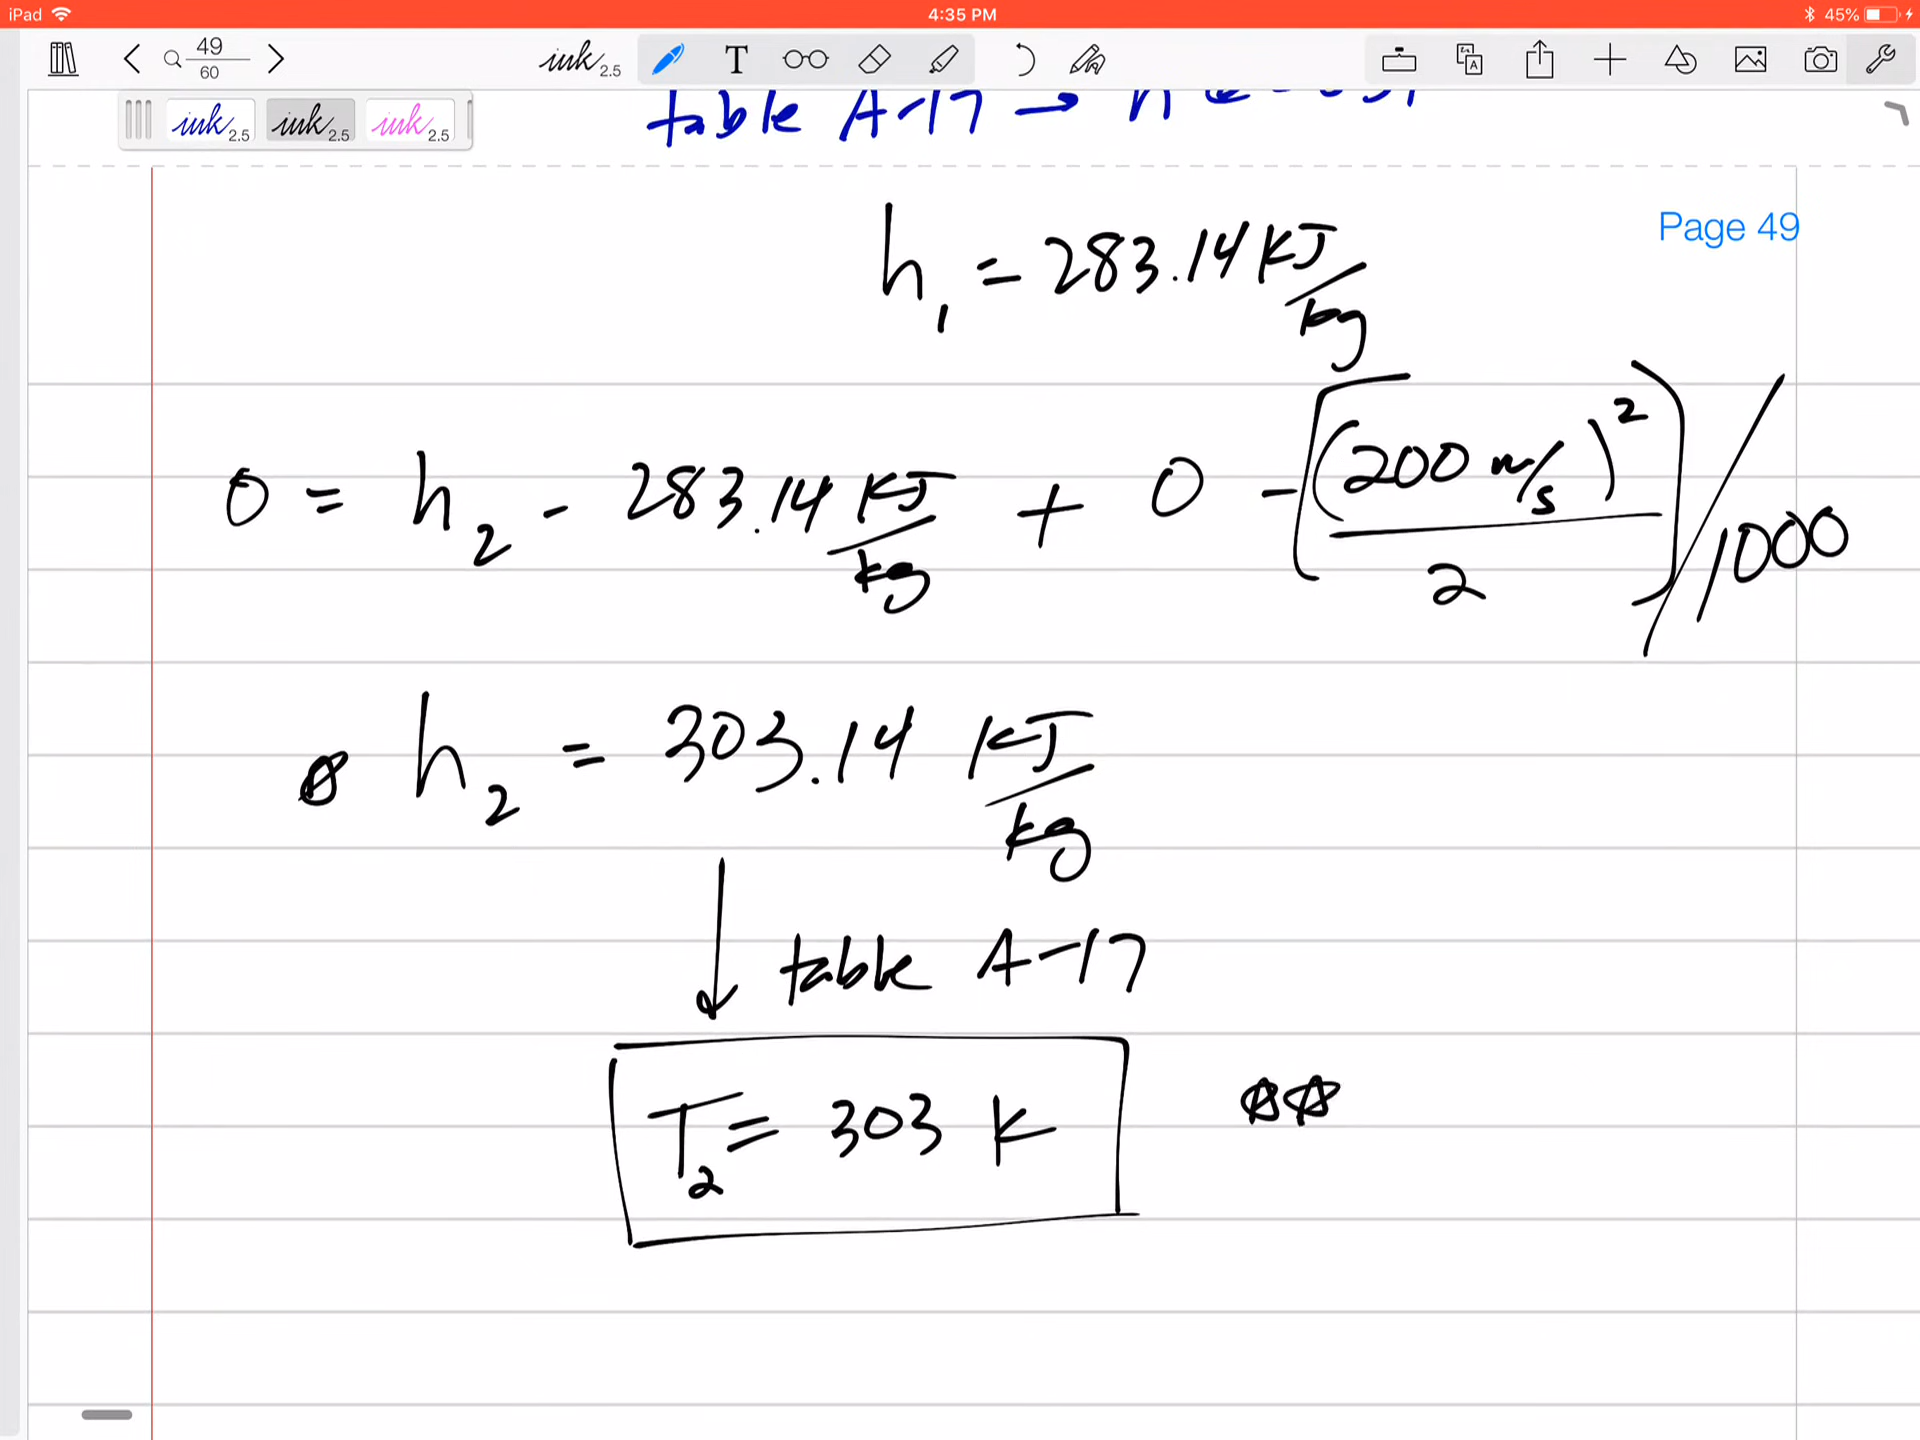 iPad 4:35 PM 45%
49
60
ink 2.5 T
ink 2.5 ink 2.5 ink 2.5
table A-17 →
Page 49
h₁ = 283.14 KJ/kg
0 = h₂ - 283.14 KJ/kg + 0 - [(200 m/s)²/2]/1000
h₂ = 303.14 KJ/kg
↓ table A-17
T₂ = 303 K